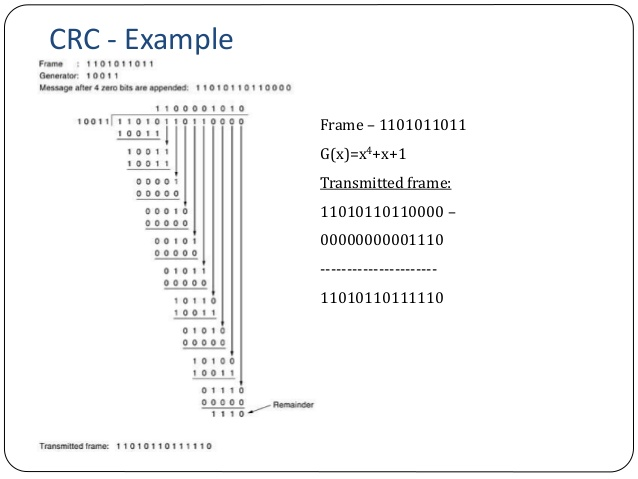 CRC - Example
Frame : 1101011011
Generator: 10011
Message after 4 zero bits are appended: 11010110110000
1100001010
10011 11010110110000
10011
10011
10011
00001
00000
00010
00000
00101
00000
01011
00000
10110
10011
01010
00000
10100
10011
01110
00000
1110
Remainder
Transmitted frame: 11010110111110
Frame – 1101011011
G(x)=x⁴+x+1
Transmitted frame:
11010110110000 –
00000000001110
----------------------
11010110111110